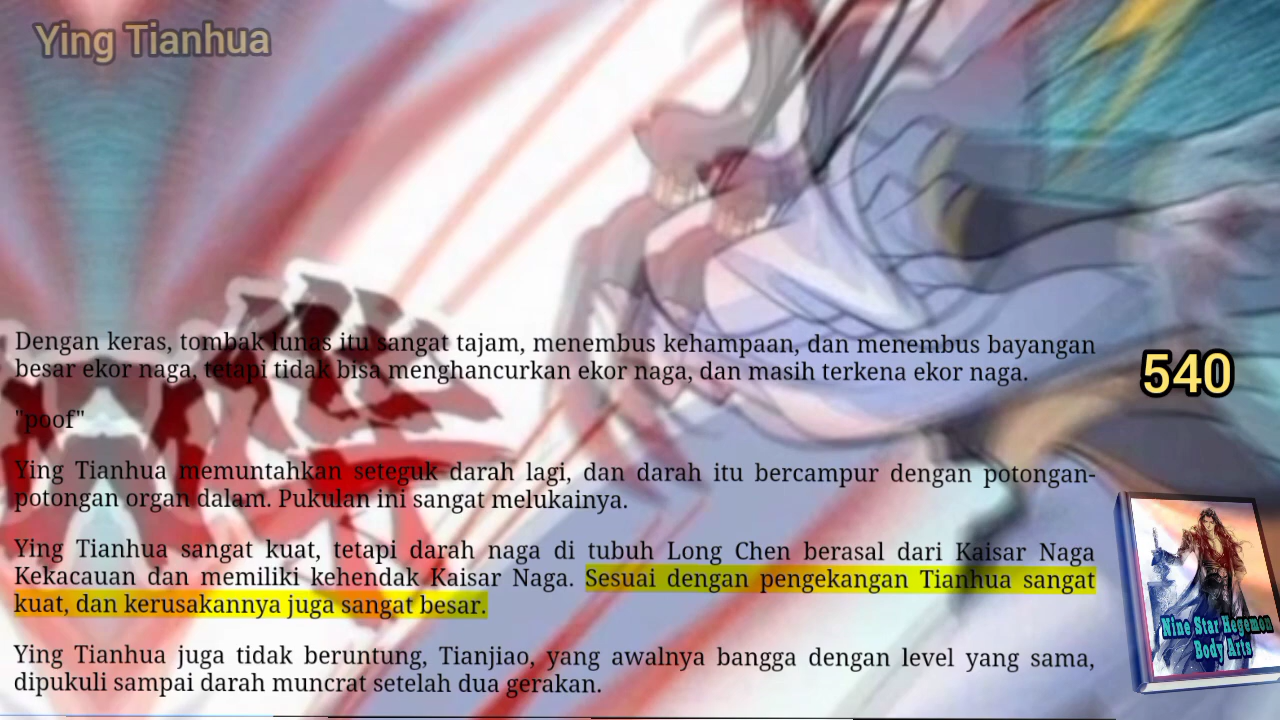 Ying Tianhua
Dengan keras, tombak lunas itu sangat tajam, menembus kehampaan, dan menembus bayangan
besar ekor naga, tetapi tidak bisa menghancurkan ekor naga, dan masih terkena ekor naga.
"poof"
Ying Tianhua memuntahkan seteguk darah lagi, dan darah itu bercampur dengan potongan-
potongan organ dalam. Pukulan ini sangat melukainya.
Ying Tianhua sangat kuat, tetapi darah naga di tubuh Long Chen berasal dari Kaisar Naga
Kekacauan dan memiliki kehendak Kaisar Naga. Sesuai dengan pengekangan Tianhua sangat
kuat, dan kerusakannya juga sangat besar.
Ying Tianhua juga tidak beruntung, Tianjiao, yang awalnya bangga dengan level yang sama,
dipukuli sampai darah muncrat setelah dua gerakan.
540
Nine Star Hegemon
Body Arts